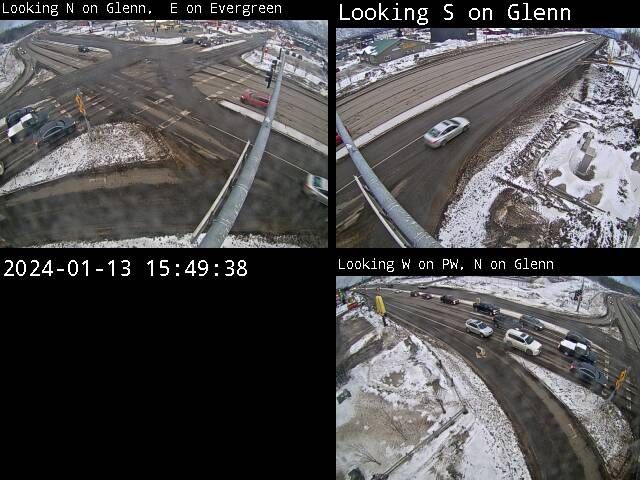 Looking N on Glenn,  E on Evergreen
Looking S on Glenn
2024-01-13 15:49:38
Looking W on PW, N on Glenn